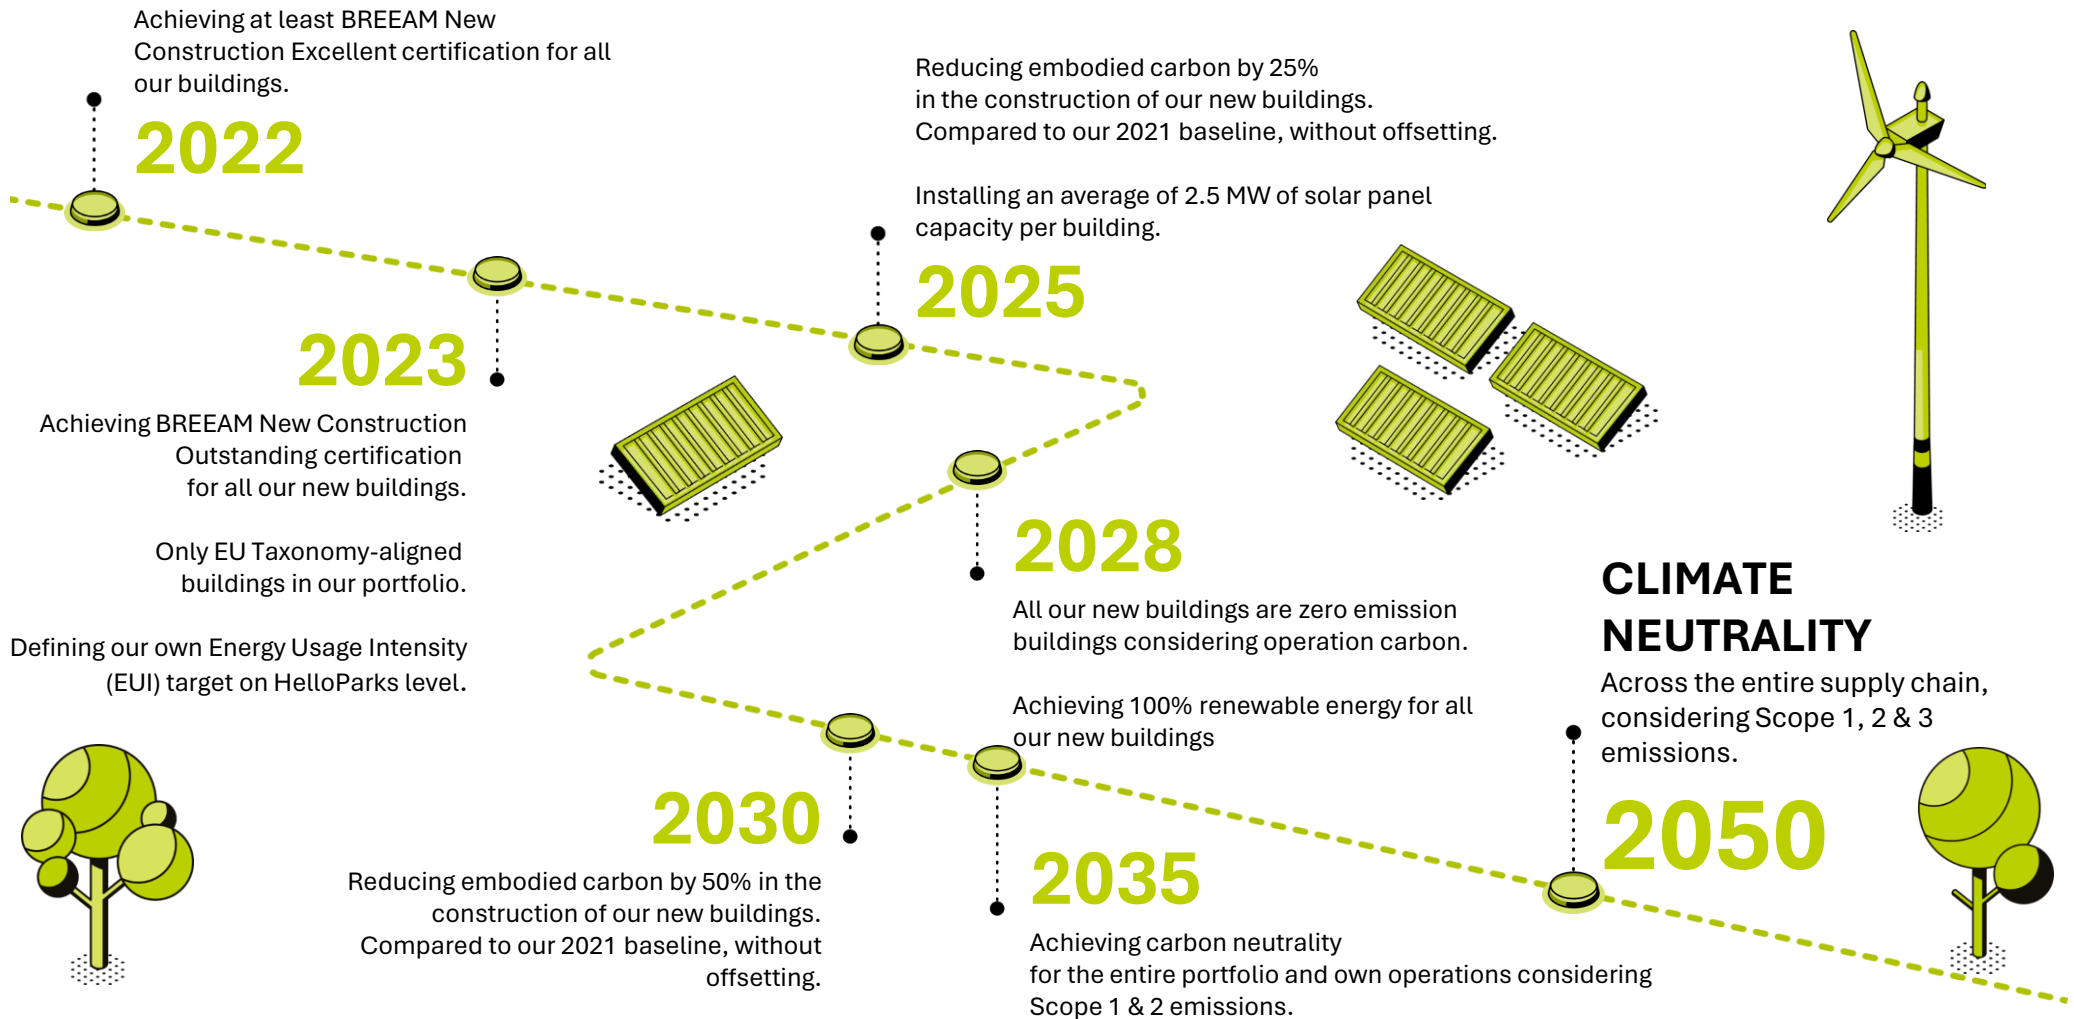 Achieving at least BREEAM New
Construction Excellent certification for all
our buildings.
2022
2023
Achieving BREEAM New Construction
Outstanding certification
for all our new buildings.
Only EU Taxonomy-aligned
buildings in our portfolio.
Defining our own Energy Usage Intensity
(EUI) target on HelloParks level.
Reducing embodied carbon by 25%
in the construction of our new buildings.
Compared to our 2021 baseline, without offsetting.
Installing an average of 2.5 MW of solar panel
capacity per building.
2025
2028
All our new buildings are zero emission
buildings considering operation carbon.
Achieving 100% renewable energy for all
our new buildings
2030
Reducing embodied carbon by 50% in the
construction of our new buildings.
Compared to our 2021 baseline, without
offsetting.
2035
Achieving carbon neutrality
for the entire portfolio and own operations considering
Scope 1 & 2 emissions.
CLIMATE
NEUTRALITY
Across the entire supply chain,
considering Scope 1, 2 & 3
emissions.
2050